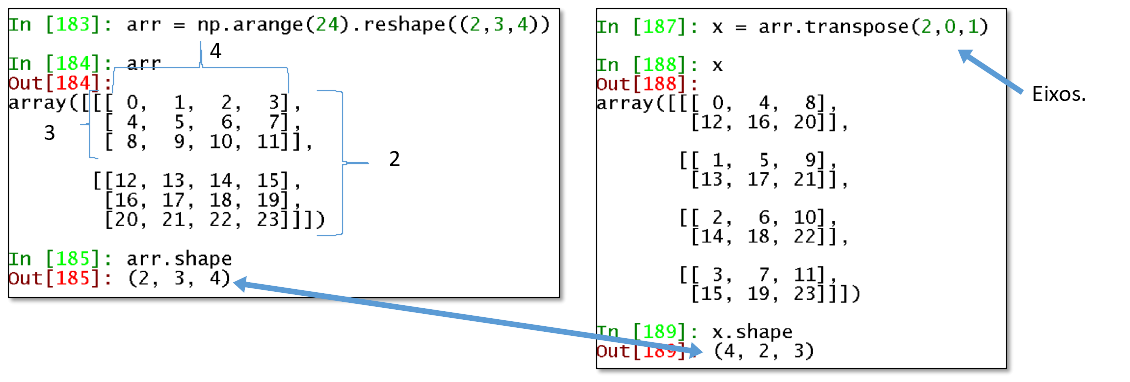 In [183]: arr = np.arange(24).reshape((2,3,4))
4
In [184]: arr
Out[184]:
array([[[ 0,  1,  2,  3],
3
[ 4,  5,  6,  7],
[ 8,  9, 10, 11]],
2
[[12, 13, 14, 15],
[16, 17, 18, 19],
[20, 21, 22, 23]]])
In [185]: arr.shape
Out[185]: (2, 3, 4)
In [187]: x = arr.transpose(2,0,1)
In [188]: x
Out[188]:
Eixos.
array([[[ 0,  4,  8],
[12, 16, 20]],
[[ 1,  5,  9],
[13, 17, 21]],
[[ 2,  6, 10],
[14, 18, 22]],
[[ 3,  7, 11],
[15, 19, 23]]])
In [189]: x.shape
Out[189]: (4, 2, 3)